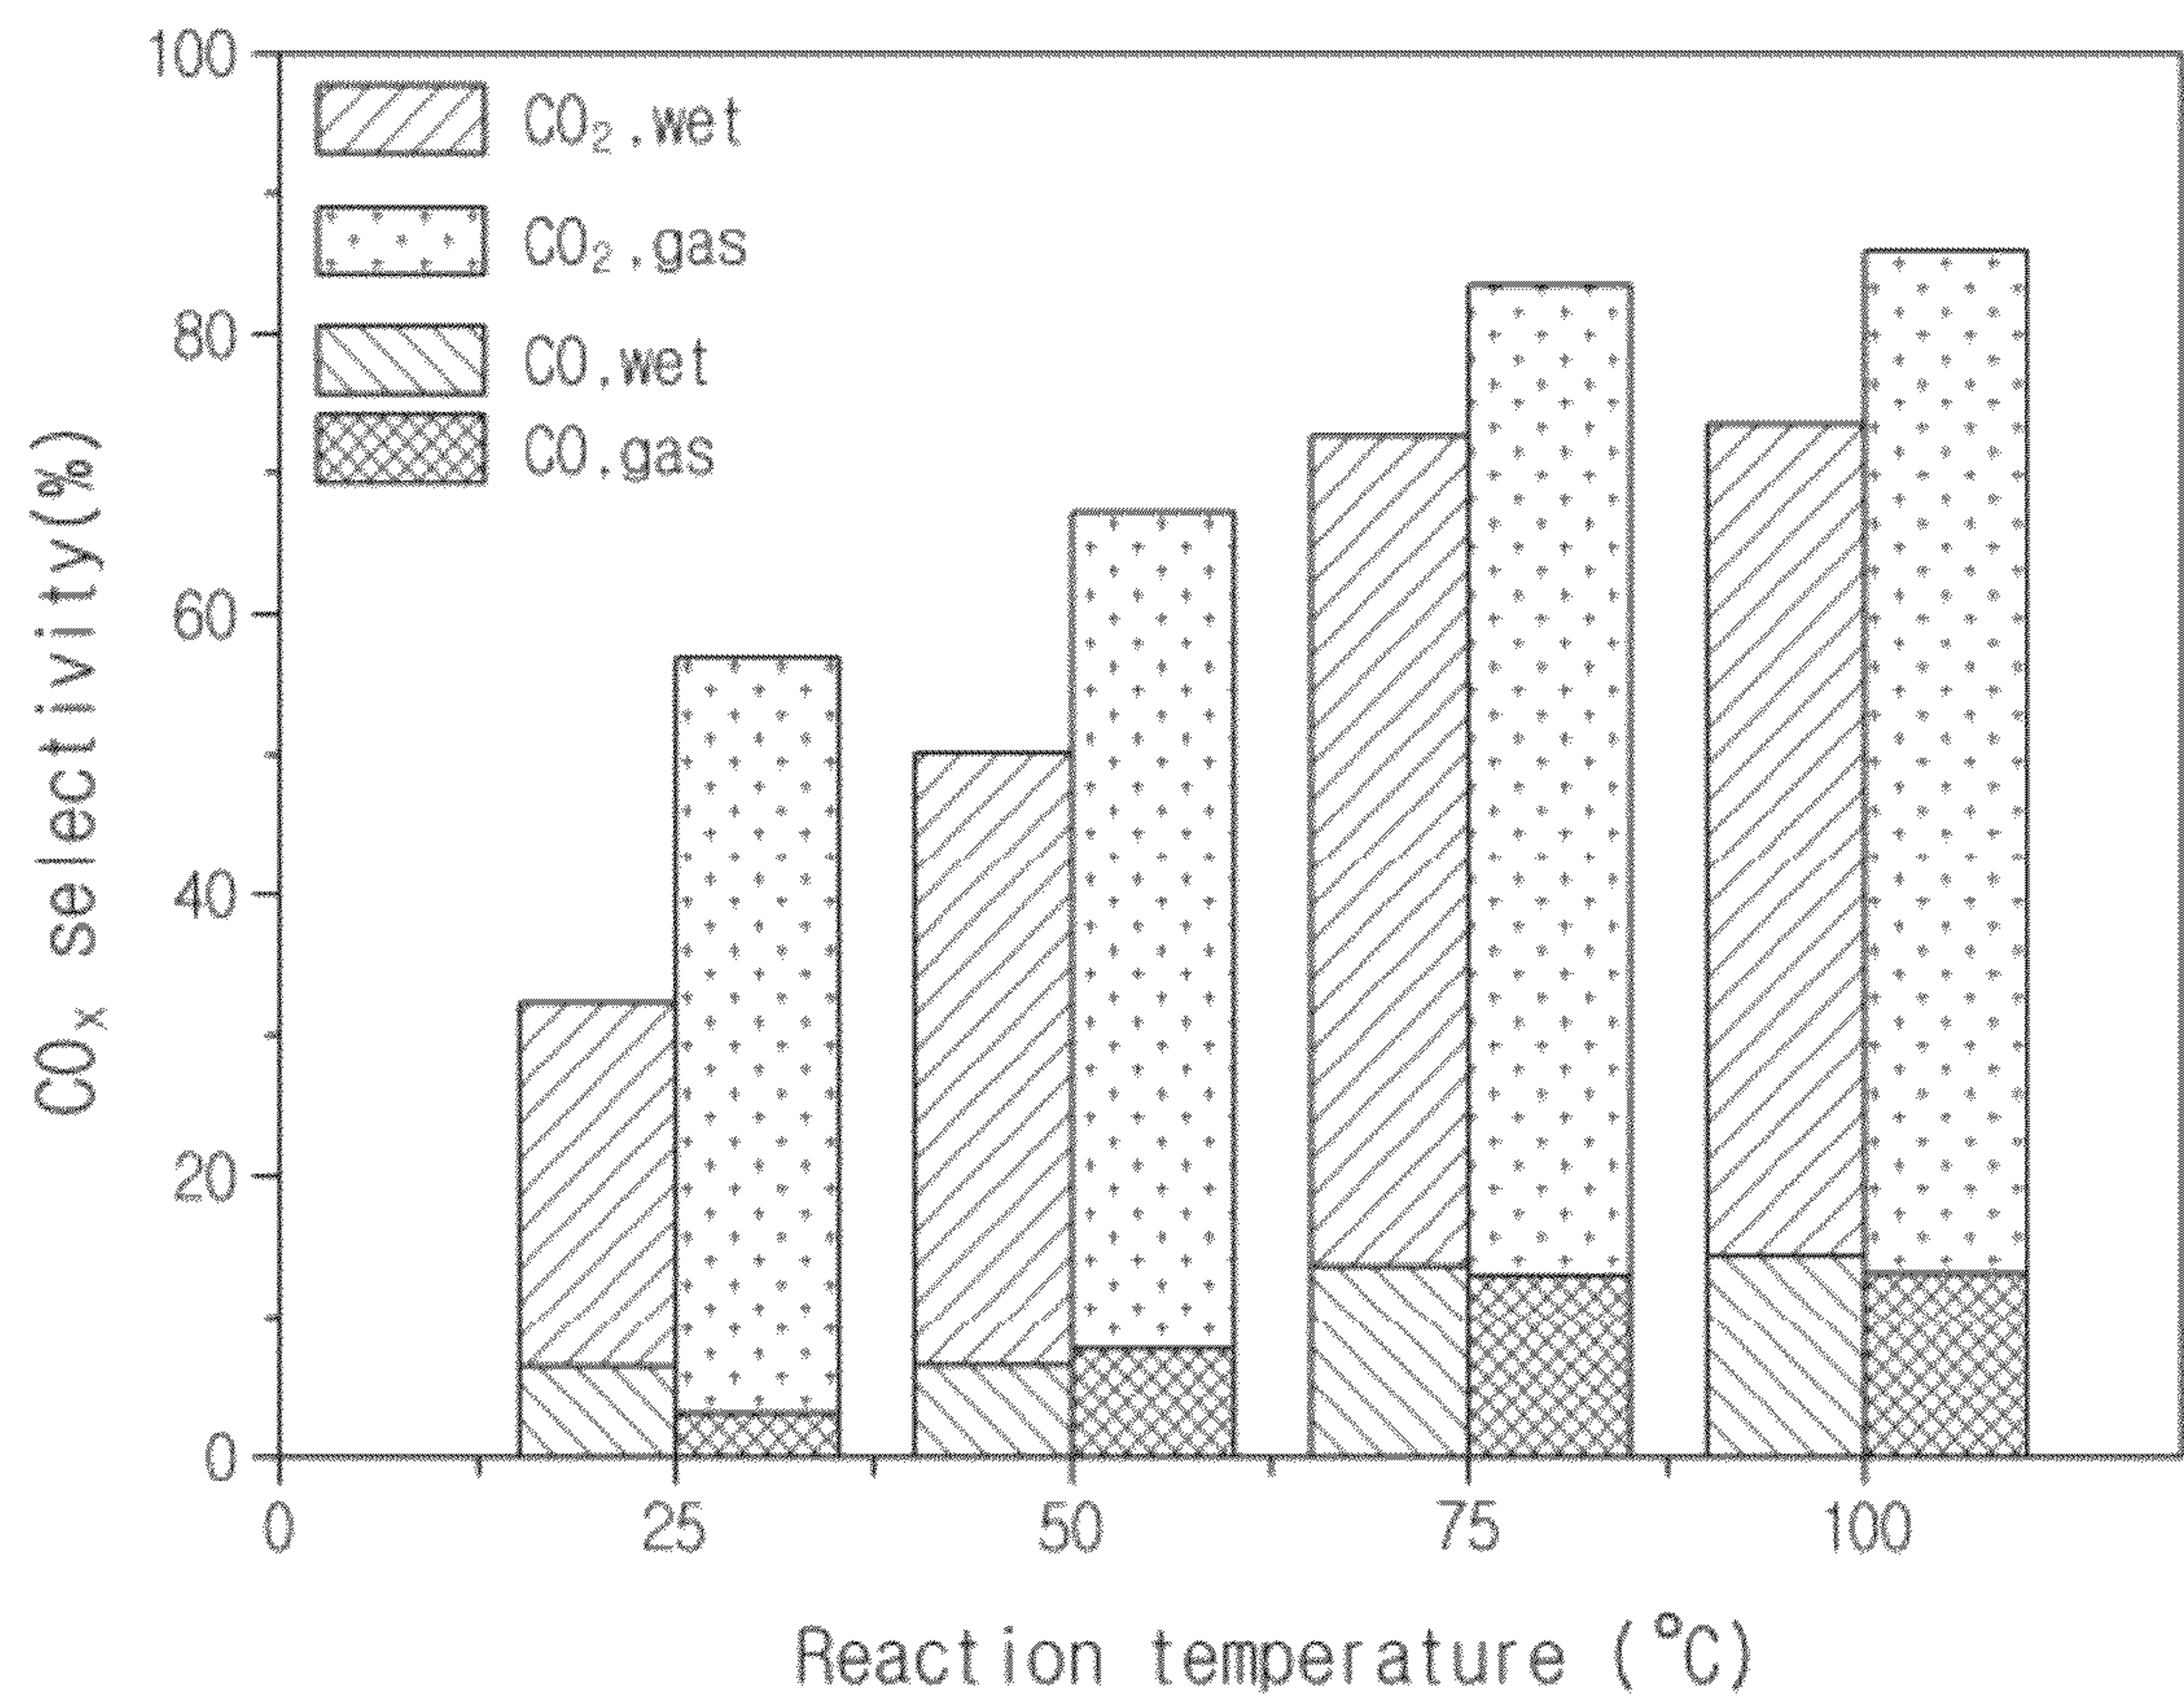 100
80
60
40
20
0
COₓ selectivity(%)
CO₂.wet
CO₂.gas
CO.wet
CO.gas
0 25 50 75 100
Reaction temperature (°C)